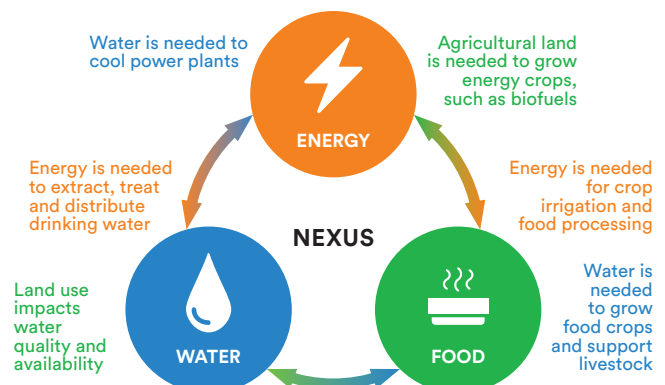 Water is needed to
cool power plants
Agricultural land
is needed to grow
energy crops,
such as biofuels
ENERGY
Energy is needed
to extract, treat
and distribute
drinking water
Energy is needed
for crop
irrigation and
food processing
NEXUS
Land use
impacts
water
quality and
availability
WATER
FOOD
Water is
needed
to grow
food crops
and support
livestock